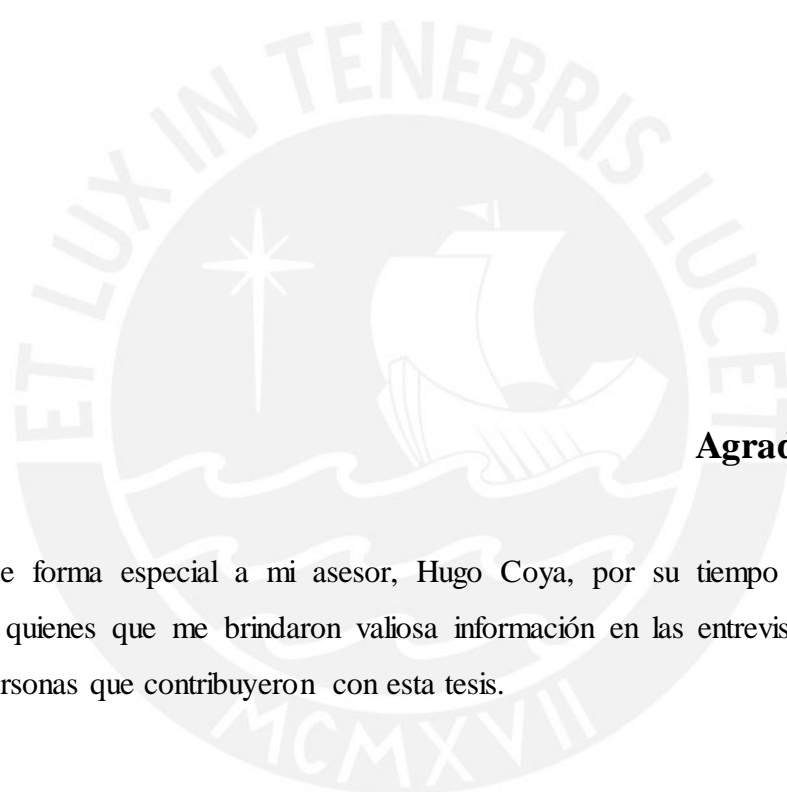 ET LUX IN TENEBRIS LUCET
Agrad
e forma especial a mi asesor, Hugo Coya, por su tiempo
quienes que me brindaron valiosa información en las entrevis
rsonas que contribuyeron con esta tesis.
MCMXVII